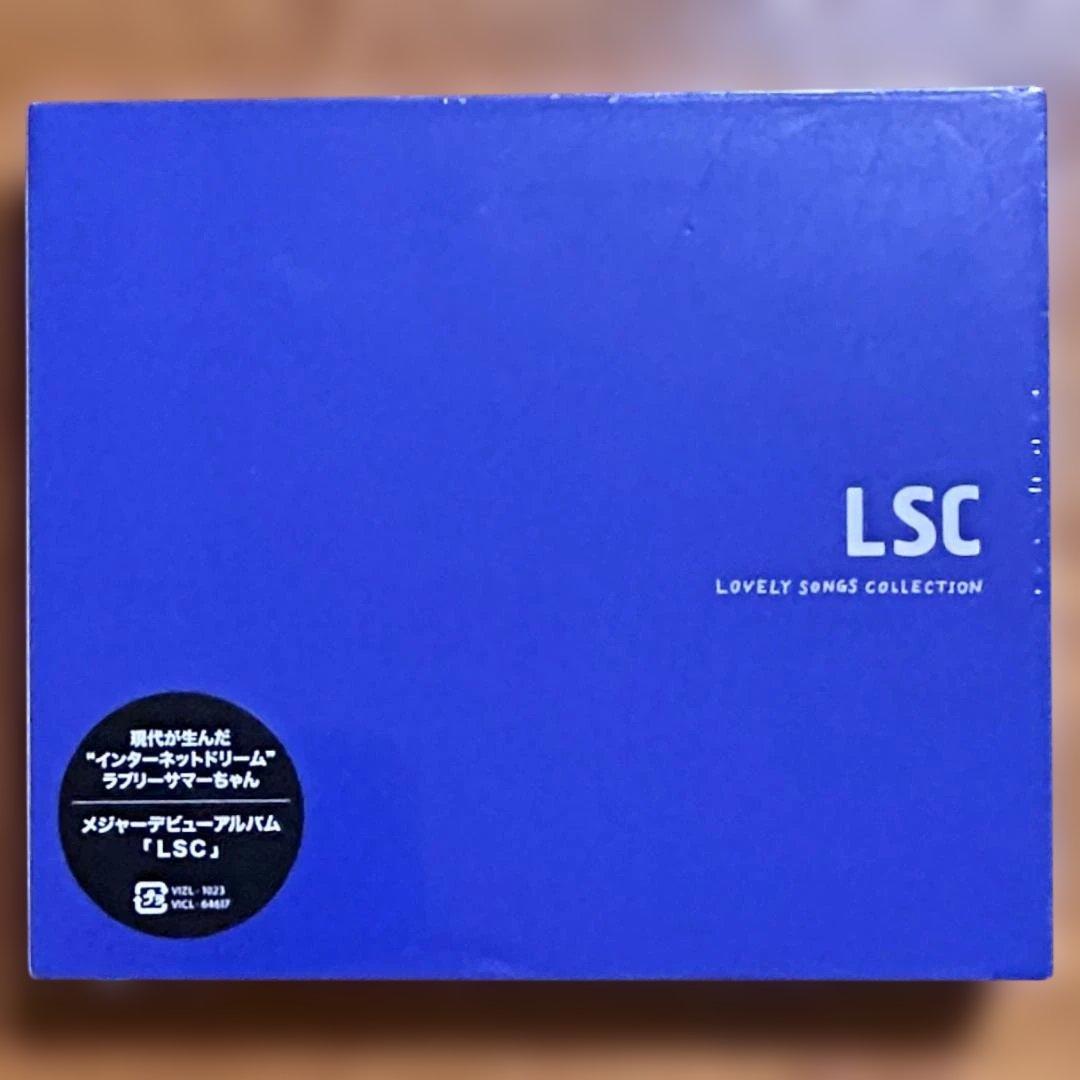 LSC
LOVELY SONGS COLLECTION
現代が生んだ
“インターネットドリーム”
ラブリーサマーちゃん
メジャーデビューアルバム
「LSC」
プラ VIZL-1023
VICL-64617